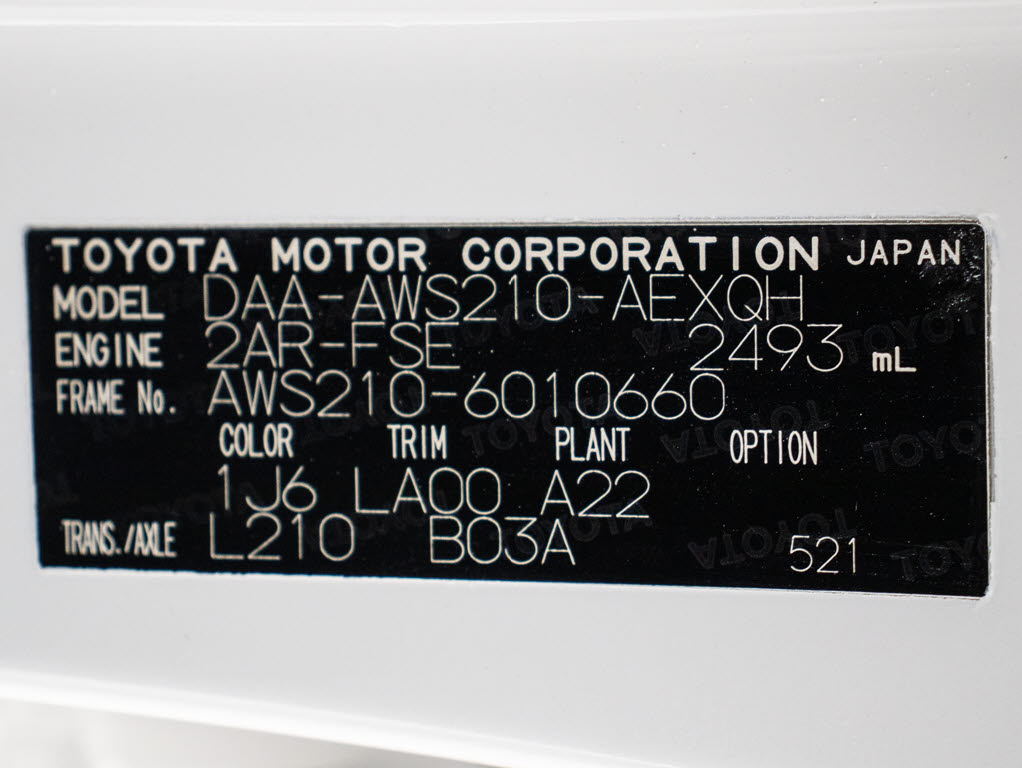 TOYOTA MOTOR CORPORATION JAPAN
MODEL DAA-AWS210-AEXQH
ENGINE 2AR-FSE 2493 mL
FRAME No. AWS210-6010660
COLOR TRIM PLANT OPTION
1J6 LA00 A22
TRANS./AXLE L210 B03A 521